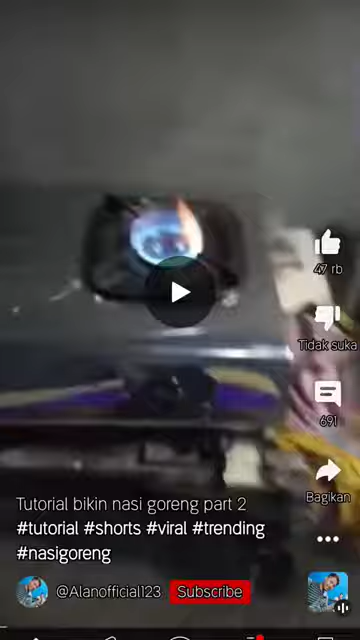 47 rb
Tidak suka
691
Bagikan
Tutorial bikin nasi goreng part 2
#tutorial #shorts #viral #trending
#nasigoreng
@Alanofficial123 Subscribe